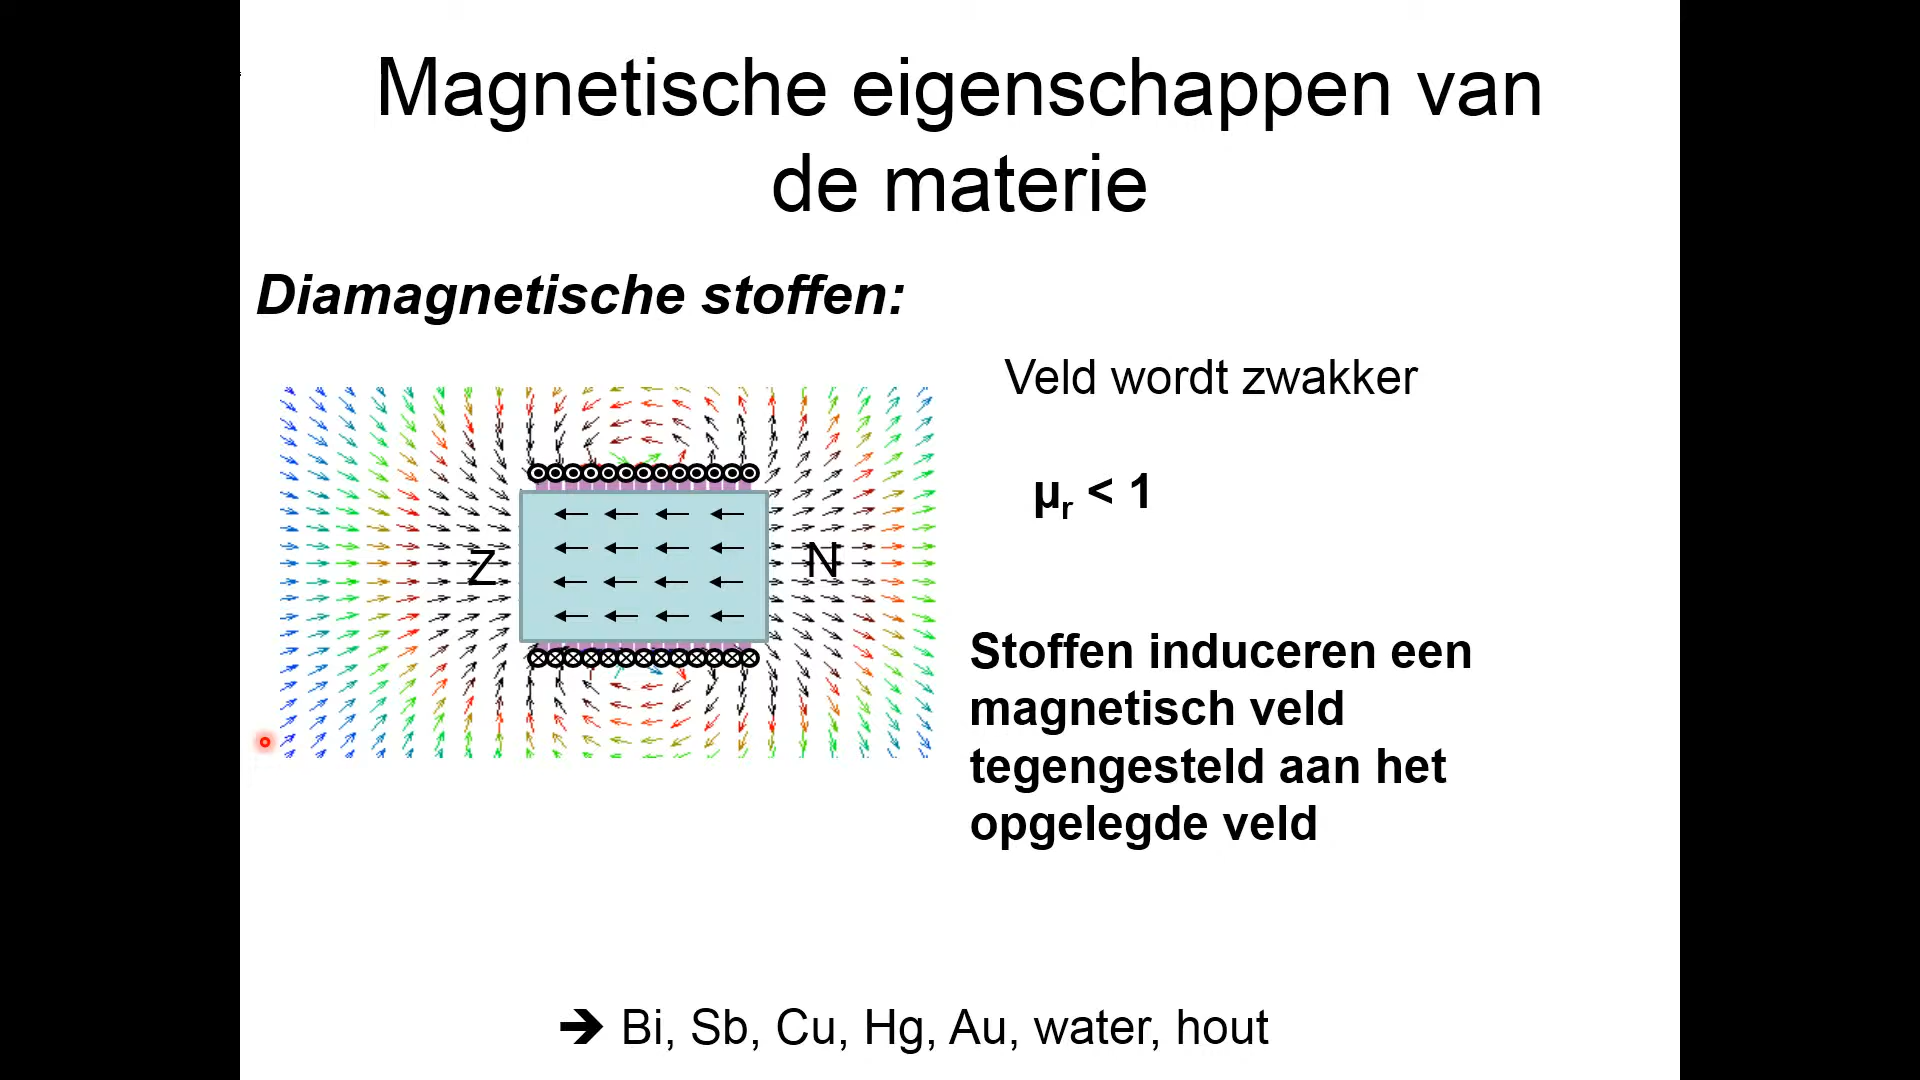 Magnetische eigenschappen van
de materie
Diamagnetische stoffen:
Veld wordt zwakker
µr < 1
Z
N
Stoffen induceren een
magnetisch veld
tegengesteld aan het
opgelegde veld
➔ Bi, Sb, Cu, Hg, Au, water, hout